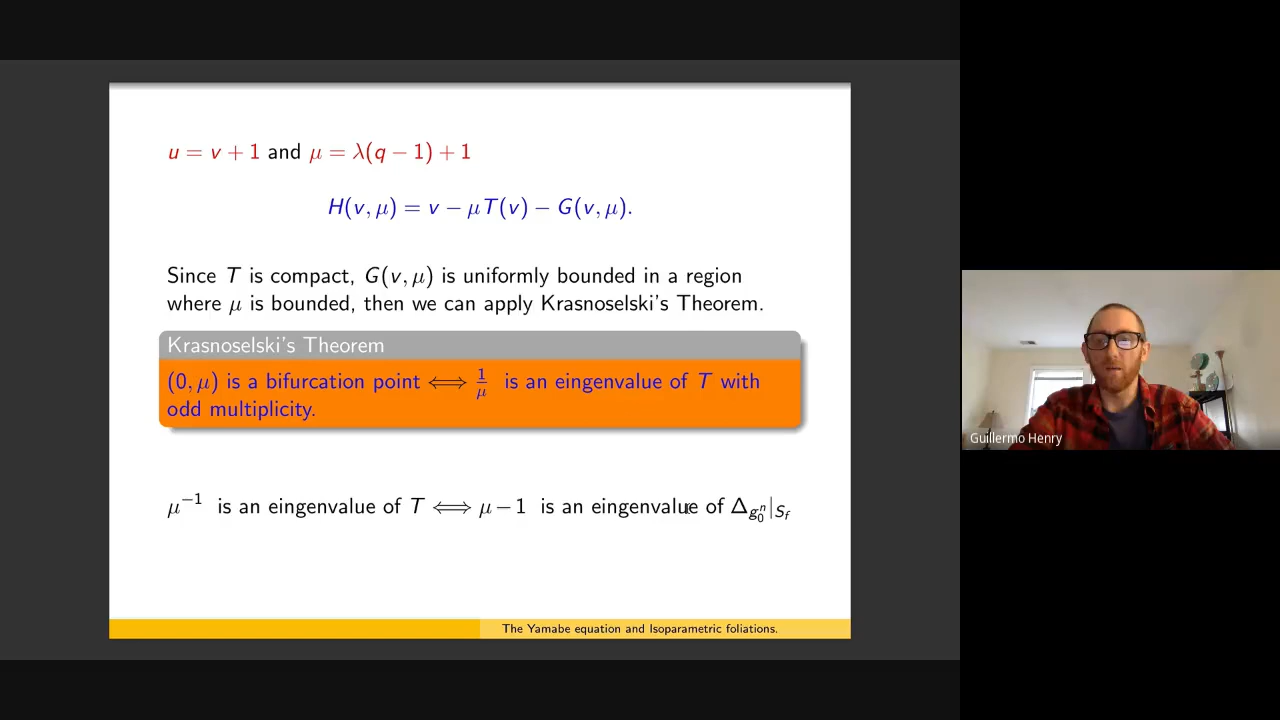 u = v + 1 and μ = λ(q − 1) + 1
H(v, μ) = v − μT(v) − G(v, μ).
Since T is compact, G(v, μ) is uniformly bounded in a region
where μ is bounded, then we can apply Krasnoselski's Theorem.
Krasnoselski's Theorem
(0, μ) is a bifurcation point ⟺ 1/μ is an eingenvalue of T with
odd multiplicity.
μ⁻¹ is an eingenvalue of T ⟺ μ − 1 is an eingenvalue of Δ_{g_0^n}|_{S_f}
The Yamabe equation and Isoparametric foliations.
Guillermo Henry